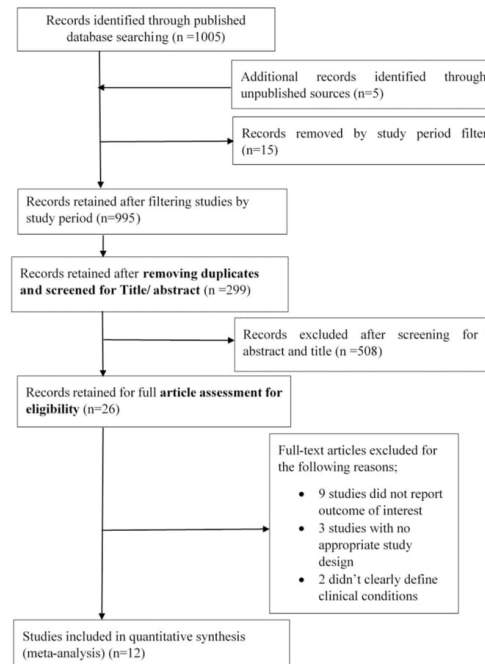 Records identified through published
database searching (n =1005)
Additional records identified through
unpublished sources (n=5)
Records removed by study period filter
(n=15)
Records retained after filtering studies by
study period (n=995)
Records retained after removing duplicates
and screened for Title/ abstract (n =299)
Records excluded after screening for
abstract and title (n =508)
Records retained for full article assessment for
eligibility (n=26)
Full-text articles excluded for
the following reasons;
• 9 studies did not report
outcome of interest
• 3 studies with no
appropriate study
design
• 2 didn't clearly define
clinical conditions
Studies included in quantitative synthesis
(meta-analysis) (n=12)